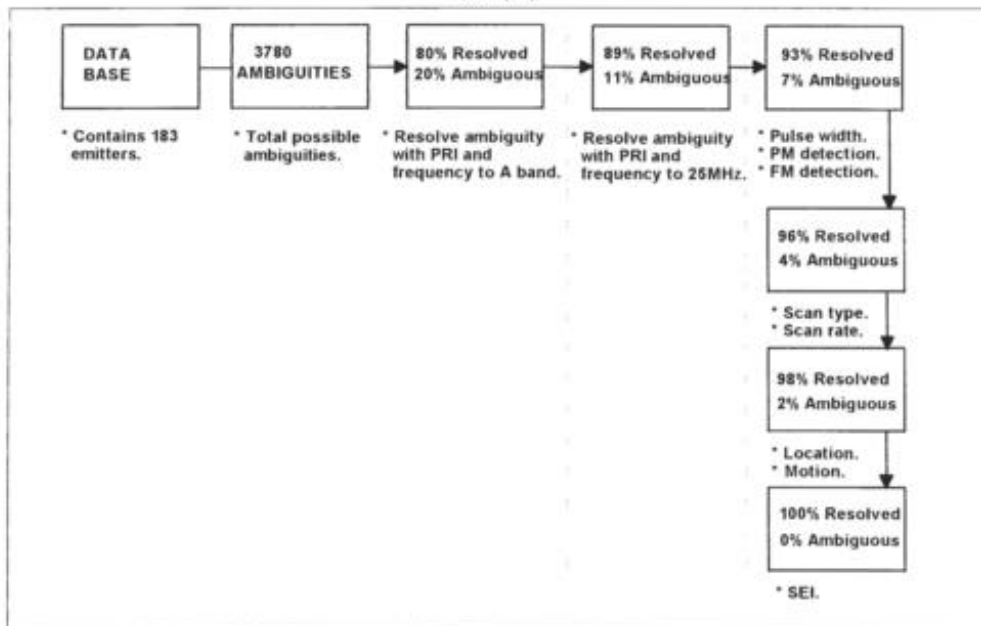 DATA
BASE
3780
AMBIGUITIES
80% Resolved
20% Ambiguous
89% Resolved
11% Ambiguous
93% Resolved
7% Ambiguous
* Contains 183
emitters.
* Total possible
ambiguities.
* Resolve ambiguity
with PRI and
frequency to A band.
* Resolve ambiguity
with PRI and
frequency to 25MHz.
* Pulse width.
* PM detection.
* FM detection.
96% Resolved
4% Ambiguous
* Scan type.
* Scan rate.
98% Resolved
2% Ambiguous
* Location.
* Motion.
100% Resolved
0% Ambiguous
* SEI.